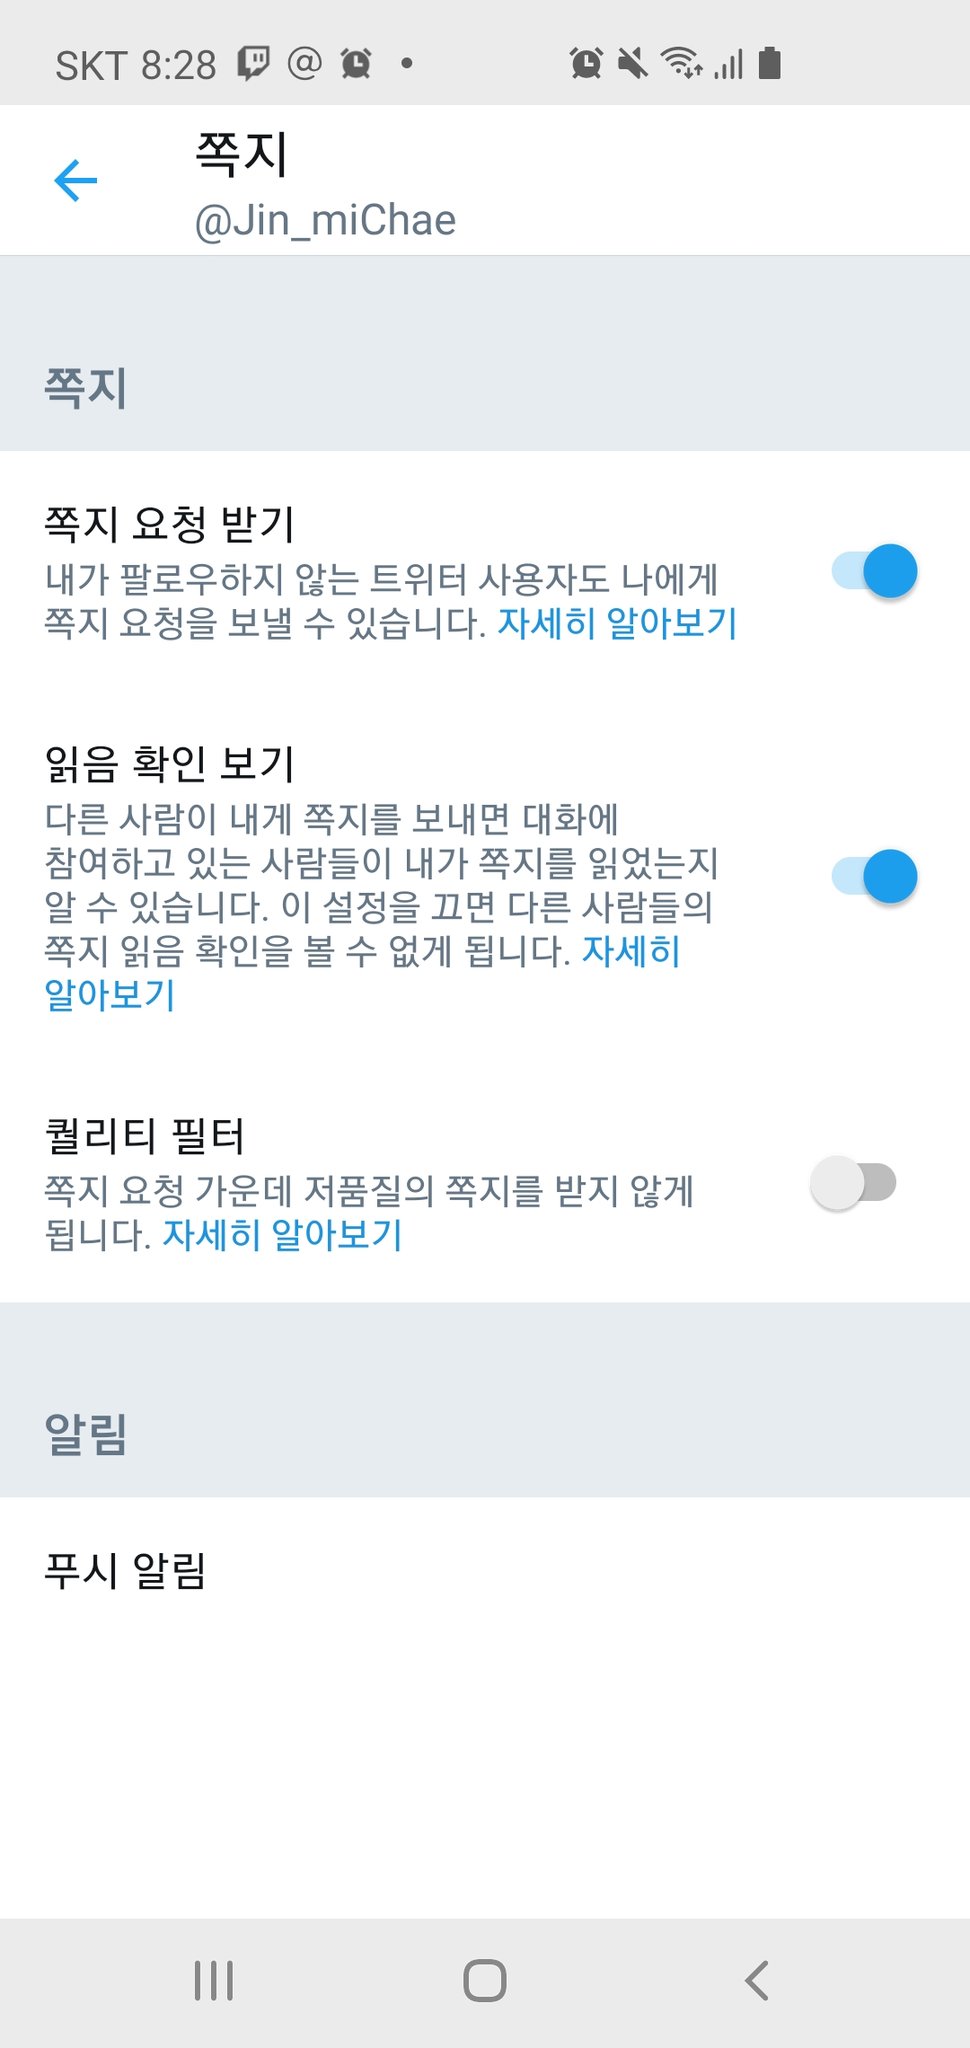 SKT 8:28
쪽지
@Jin_miChae
쪽지
쪽지 요청 받기
내가 팔로우하지 않는 트위터 사용자도 나에게
쪽지 요청을 보낼 수 있습니다. 자세히 알아보기
읽음 확인 보기
다른 사람이 내게 쪽지를 보내면 대화에
참여하고 있는 사람들이 내가 쪽지를 읽었는지
알 수 있습니다. 이 설정을 끄면 다른 사람들의
쪽지 읽음 확인을 볼 수 없게 됩니다. 자세히
알아보기
퀄리티 필터
쪽지 요청 가운데 저품질의 쪽지를 받지 않게
됩니다. 자세히 알아보기
알림
푸시 알림